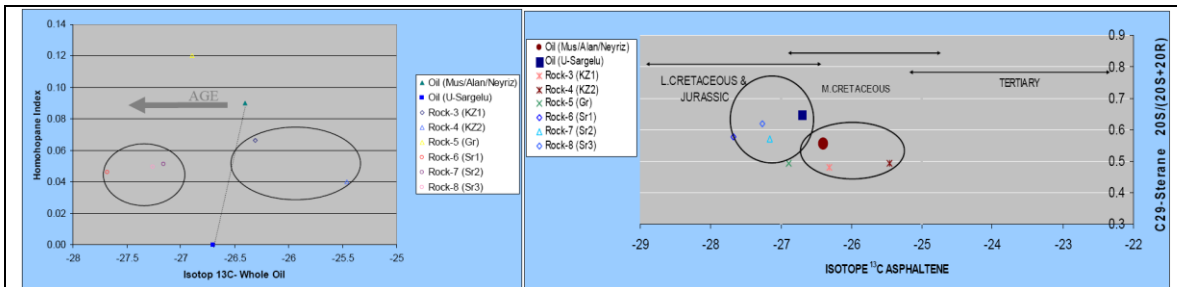 0.14
0.12
0.10
0.08
0.06
0.04
0.02
0.00
Homohopane Index
AGE
-28
-27.5
-27
-26.5
-26
-25.5
-25
Isotop 13C- Whole Oil
Oil (Mus/Alan/Neyriz)
Oil (U-Sargelu)
Rock-3 (KZ1)
Rock-4 (KZ2)
Rock-5 (Gr)
Rock-6 (Sr1)
Rock-7 (Sr2)
Rock-8 (Sr3)
Oil (Mus/Alan/Neyriz)
Oil (U-Sargelu)
Rock-3 (KZ1)
Rock-4 (KZ2)
Rock-5 (Gr)
Rock-6 (Sr1)
Rock-7 (Sr2)
Rock-8 (Sr3)
L.CRETACEOUS &
JURASSIC
M.CRETACEOUS
TERTIARY
0.9
0.8
0.7
0.6
0.5
0.4
0.3
C29-Sterane 20S/(20S+20R)
-29
-28
-27
-26
-25
-24
-23
-22
ISOTOPE ¹³C ASPHALTENE